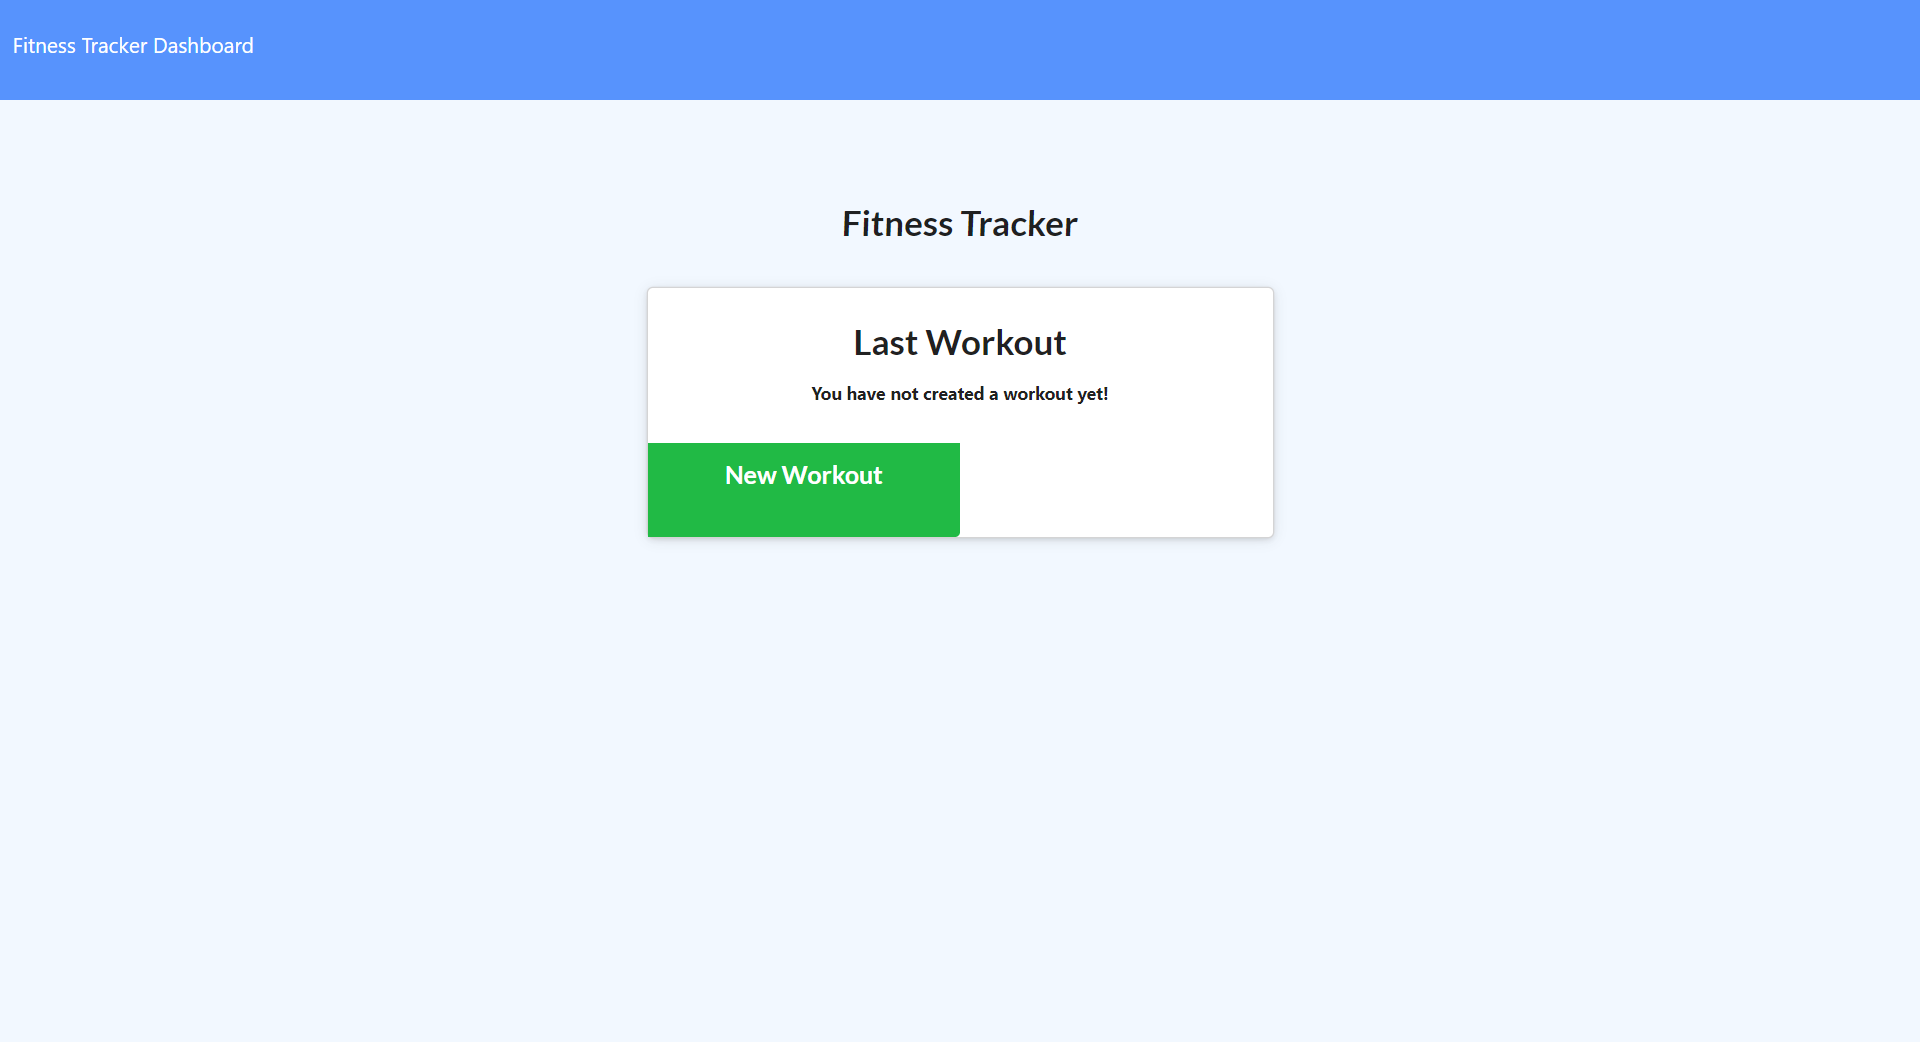 Fitness Tracker Dashboard
Fitness Tracker
Last Workout
You have not created a workout yet!
New Workout